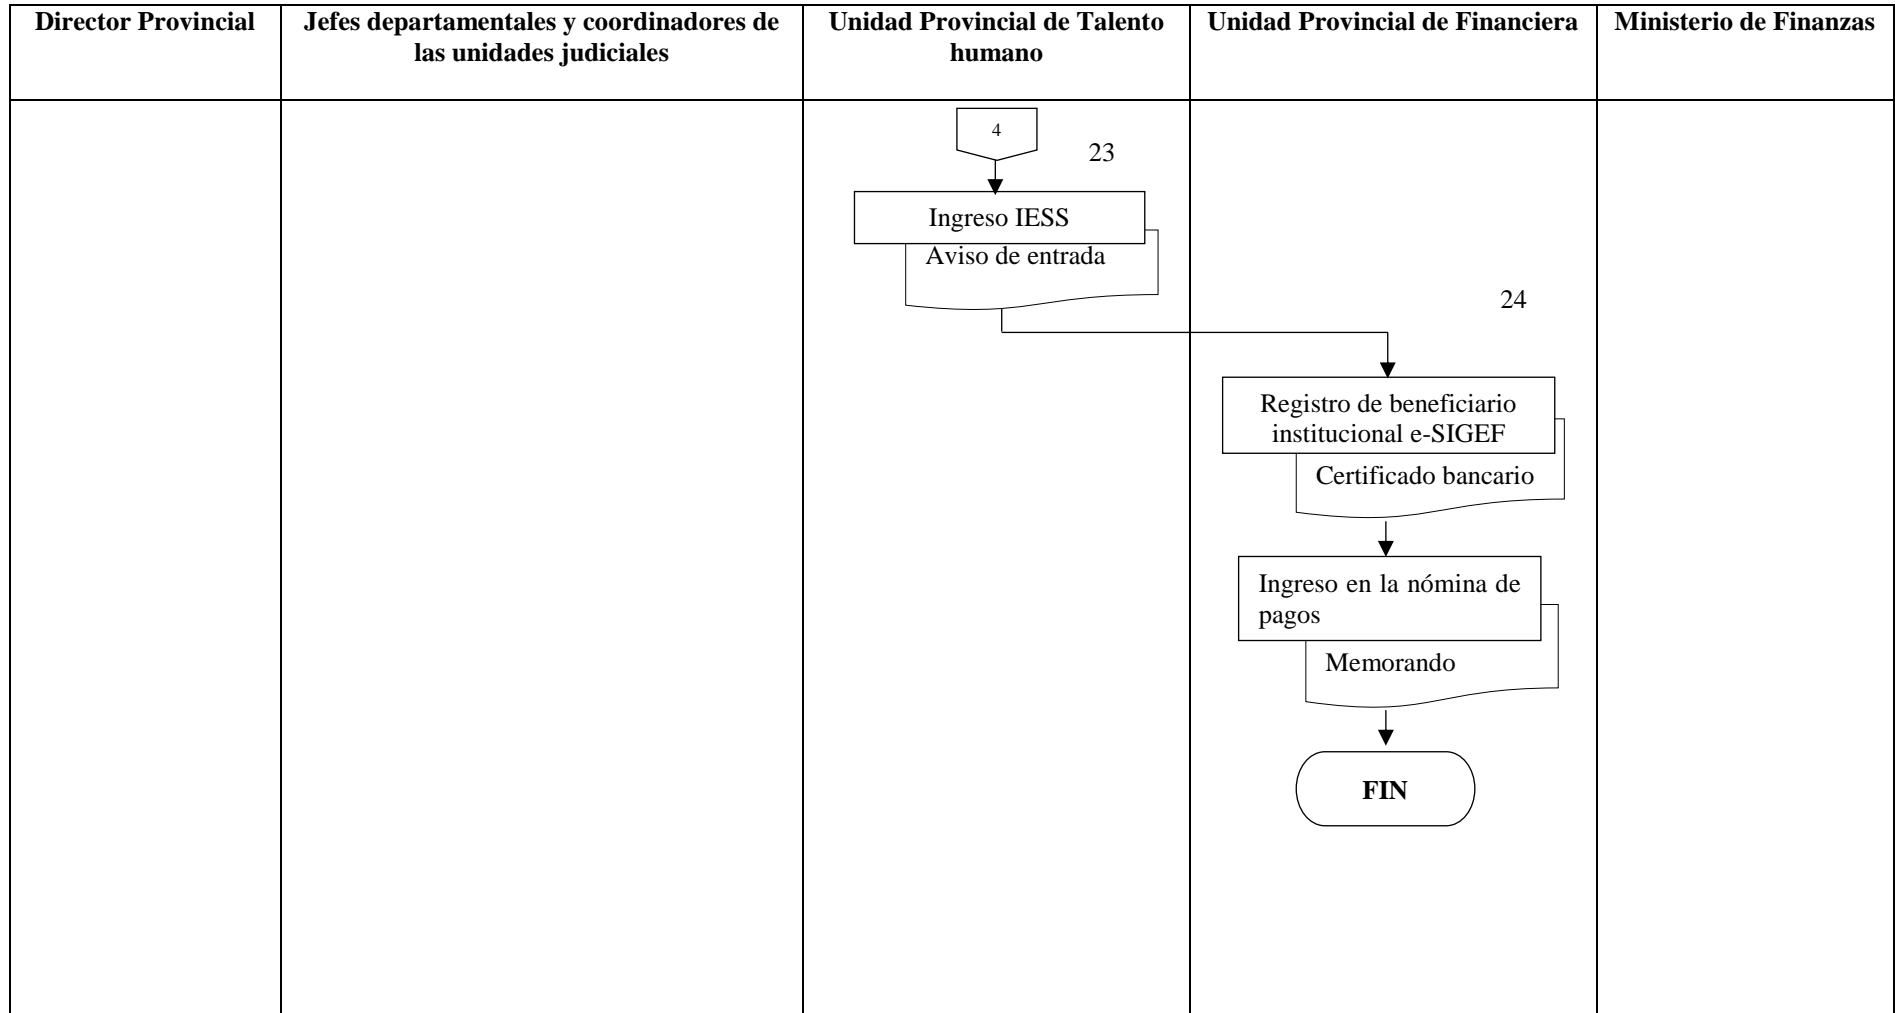 Director Provincial
Jefes departamentales y coordinadores de
las unidades judiciales
Unidad Provincial de Talento
humano
Unidad Provincial de Financiera
Ministerio de Finanzas
4
23
Ingreso IESS
Aviso de entrada
24
Registro de beneficiario
institucional e-SIGEF
Certificado bancario
Ingreso en la nómina de
pagos
Memorando
FIN